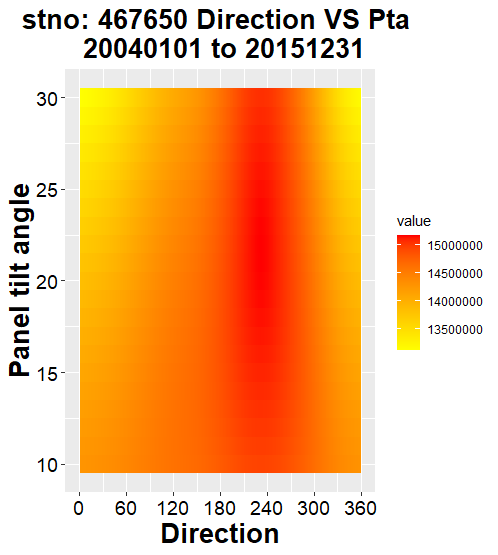 stno: 467650 Direction VS Pta
20040101 to 20151231
Panel tilt angle
30
25
20
15
10
0 60 120 180 240 300 360
Direction
value
15000000
14500000
14000000
13500000